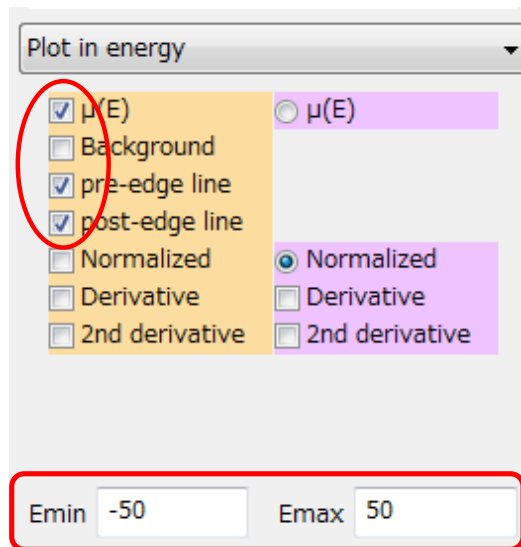 Plot in energy
μ(E) μ(E)
Background
pre-edge line
post-edge line
Normalized Normalized
Derivative Derivative
2nd derivative 2nd derivative
Emin -50 Emax 50